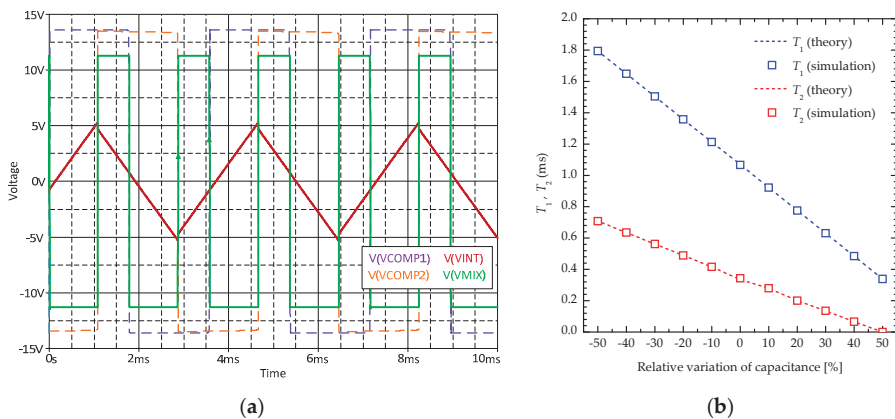 15V
10V
5V
0V
-5V
-10V
-15V
Voltage
V(VCOMP1) V(VINT)
V(VCOMP2) V(VMIX)
0s 2ms 4ms 6ms 8ms 10ms
Time
(a)
2.0
1.8
1.6
1.4
1.2
1.0
0.8
0.6
0.4
0.2
0.0
T1 , T2 (ms)
T1 (theory)
T1 (simulation)
T2 (theory)
T2 (simulation)
-50 -40 -30 -20 -10 0 10 20 30 40 50
Relative variation of capacitance [%]
(b)